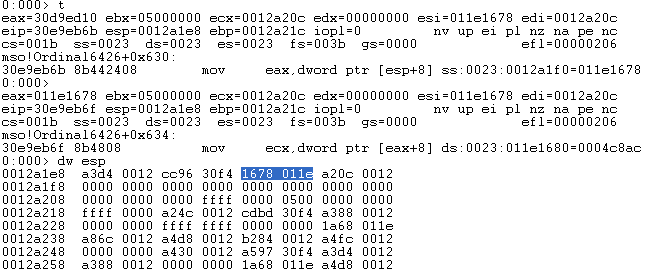 0:000> t
eax=30d9ed10 ebx=05000000 ecx=0012a20c edx=00000000 esi=011e1678 edi=0012a20c
eip=30e9eb6b esp=0012a1e8 ebp=0012a21c iopl=0 nv up ei pl nz na pe nc
cs=001b ss=0023 ds=0023 es=0023 fs=003b gs=0000 efl=00000206
mso!Ordinal6426+0x630:
30e9eb6b 8b442408 mov eax,dword ptr [esp+8] ss:0023:0012a1f0=011e1678
0:000>
eax=011e1678 ebx=05000000 ecx=0012a20c edx=00000000 esi=011e1678 edi=0012a20c
eip=30e9eb6f esp=0012a1e8 ebp=0012a21c iopl=0 nv up ei pl nz na pe nc
cs=001b ss=0023 ds=0023 es=0023 fs=003b gs=0000 efl=00000206
mso!Ordinal6426+0x634:
30e9eb6f 8b4808 mov ecx,dword ptr [eax+8] ds:0023:011e1680=0004c8ac
0:000> dw esp
0012a1e8 a3d4 0012 cc96 30f4 1678 011e a20c 0012
0012a1f8 0000 0000 0000 0000 0000 0000 0000 0000
0012a208 0000 0000 ffff 0000 0500 0000 0000
0012a218 ffff 0000 a24c 0012 cdbd 30f4 a388 0012
0012a228 0000 0000 ffff ffff 0000 0000 1a68 011e
0012a238 a86c 0012 a4d8 0012 b284 0012 a4fc 0012
0012a248 0000 0000 a430 0012 a597 30f4 a3d4 0012
0012a258 a388 0012 0000 0000 1a68 011e a4d8 0012